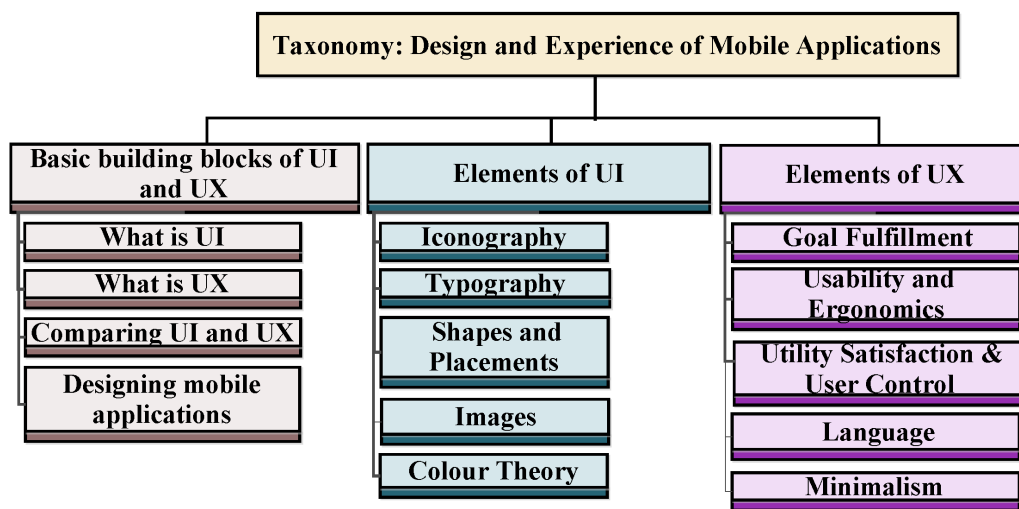 Taxonomy: Design and Experience of Mobile Applications
Basic building blocks of UI
and UX
What is UI
What is UX
Comparing UI and UX
Designing mobile
applications
Elements of UI
Iconography
Typography
Shapes and
Placements
Images
Colour Theory
Elements of UX
Goal Fulfillment
Usability and
Ergonomics
Utility Satisfaction &
User Control
Language
Minimalism